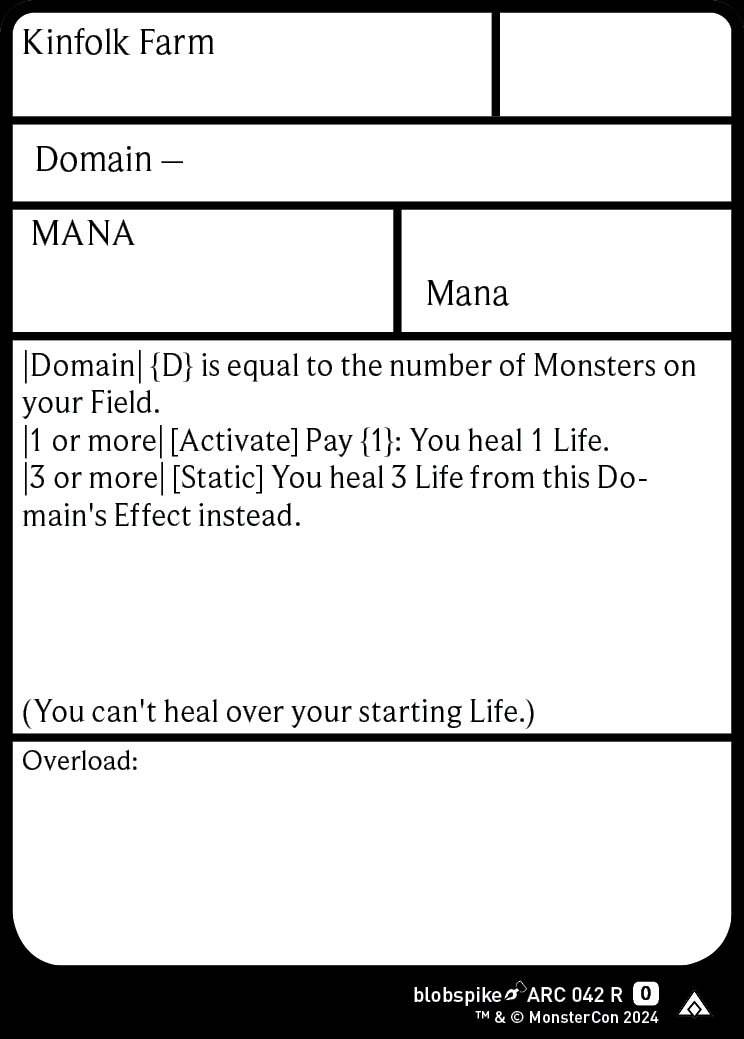 Kinfolk Farm
Domain —
MANA
Mana
|Domain| {D} is equal to the number of Monsters on
your Field.
|1 or more| [Activate] Pay {1}: You heal 1 Life.
|3 or more| [Static] You heal 3 Life from this Do-
main's Effect instead.
(You can't heal over your starting Life.)
Overload:
blobspike ARC 042 R 0
™ & © MonsterCon 2024